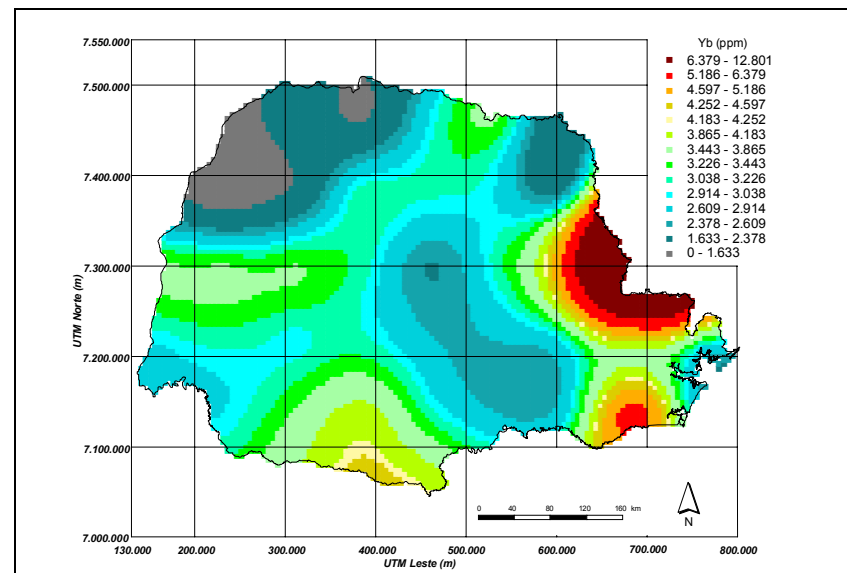 Yb (ppm)
6.379 - 12.801
5.186 - 6.379
4.597 - 5.186
4.252 - 4.597
4.183 - 4.252
3.865 - 4.183
3.443 - 3.865
3.226 - 3.443
3.038 - 3.226
2.914 - 3.038
2.609 - 2.914
2.378 - 2.609
1.633 - 2.378
0 - 1.633
7.550.000
7.500.000
7.400.000
7.300.000
7.200.000
7.100.000
7.000.000
UTM Norte (m)
0 40 80 120 160 km
N
130.000 200.000 300.000 400.000 500.000 600.000 700.000 800.000
UTM Leste (m)